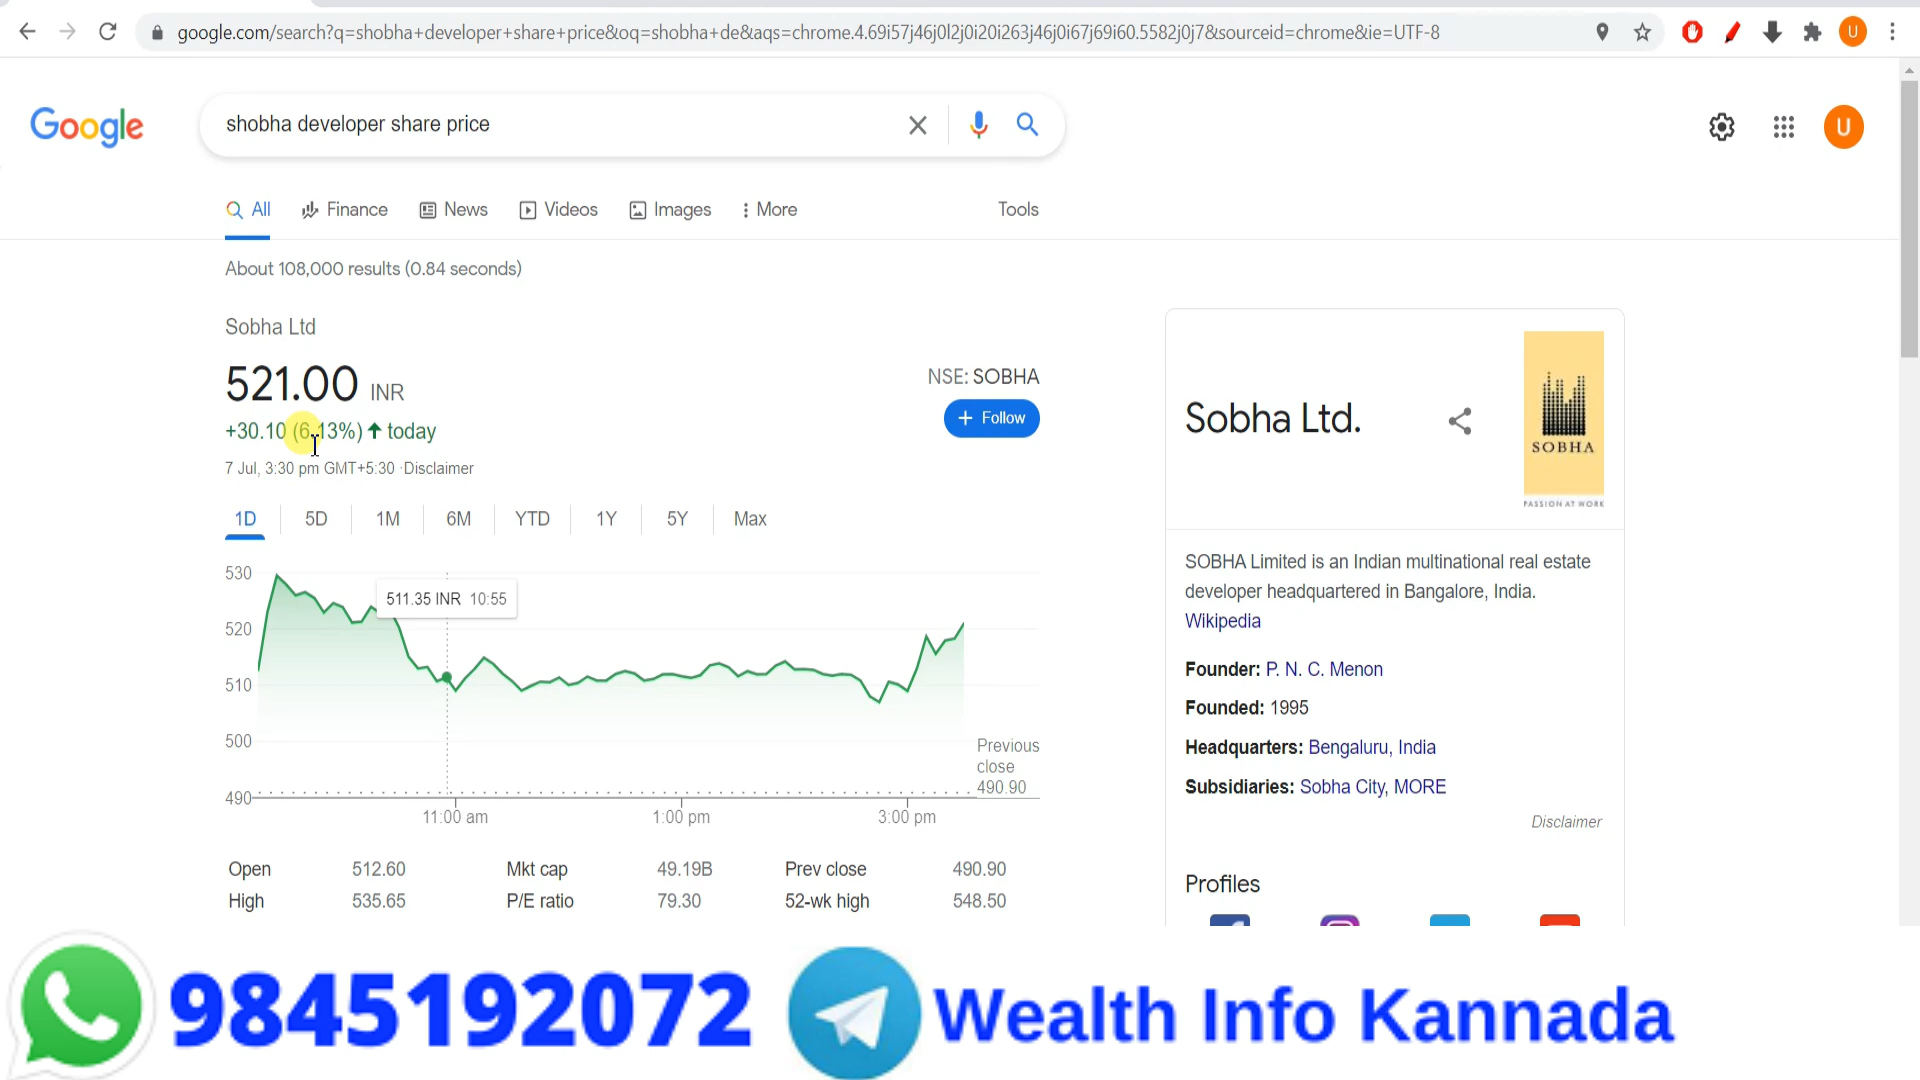 google.com/search?q=shobha+developer+share+price&oq=shobha+de&aqs=chrome.4.69i57j46j0l2j0i20i263j46j0i67j69i60.5582j0j7&sourceid=chrome&ie=UTF-8
U
Google
shobha developer share price
U
All
Finance
News
Videos
Images
More
Tools
About 108,000 results (0.84 seconds)
Sobha Ltd
521.00 INR
NSE: SOBHA
+30.10 (6.13%) today
+ Follow
7 Jul, 3:30 pm GMT+5:30 · Disclaimer
1D
5D
1M
6M
YTD
1Y
5Y
Max
530
511.35 INR 10:55
520
510
500
490
Previous
close
490.90
11:00 am
1:00 pm
3:00 pm
Open 512.60
Mkt cap 49.19B
Prev close 490.90
High 535.65
P/E ratio 79.30
52-wk high 548.50
Sobha Ltd.
SOBHA
PASSION AT WORK
SOBHA Limited is an Indian multinational real estate
developer headquartered in Bangalore, India.
Wikipedia
Founder: P. N. C. Menon
Founded: 1995
Headquarters: Bengaluru, India
Subsidiaries: Sobha City, MORE
Disclaimer
Profiles
9845192072
Wealth Info Kannada